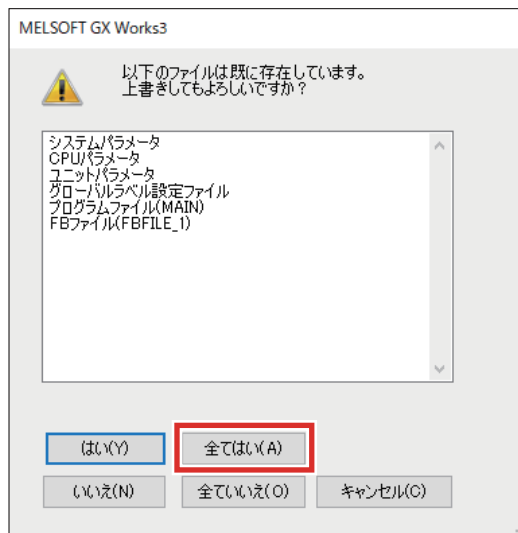 MELSOFT GX Works3
以下のファイルは既に存在しています。
上書きしてもよろしいですか？
システムパラメータ
CPUパラメータ
ユニットパラメータ
グローバルラベル設定ファイル
プログラムファイル(MAIN)
FBファイル(FBFILE_1)
はい(Y)
全てはい(A)
いいえ(N)
全ていいえ(O)
キャンセル(C)